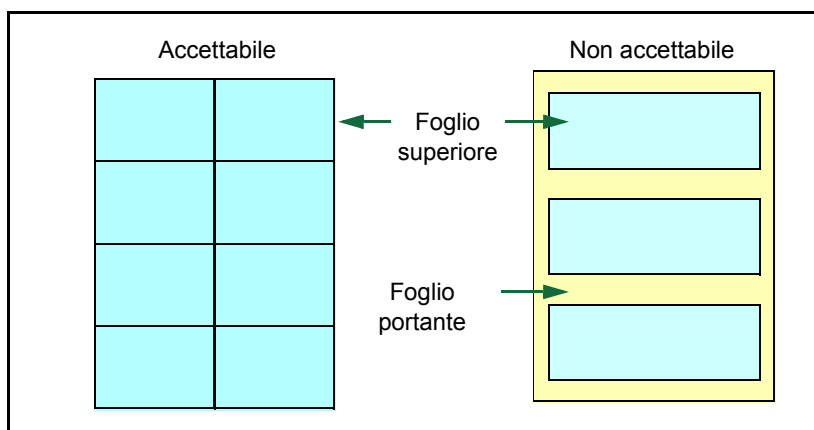 Accettabile
Non accettabile
Foglio
superiore
Foglio
portante